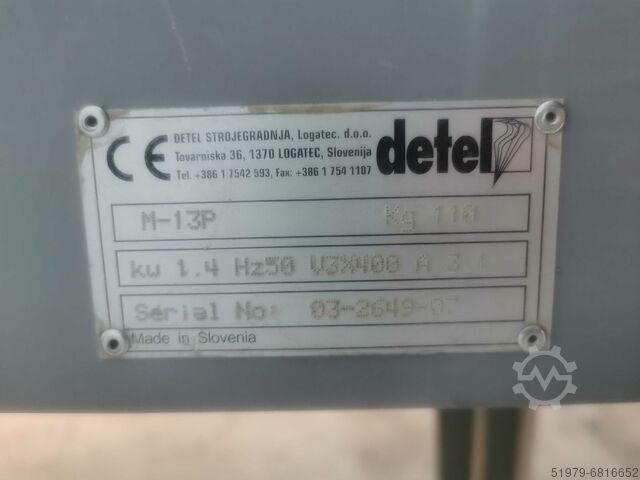 CE
DETEL STROJEGRADNJA, Logatec. d.o.o.
Tovarniska 36, 1370 LOGATEC, Slovenija
Tel. +386 1 7542 593, Fax: +386 1 754 1107
detel
M-13P Kg 110
kw 1.4 Hz50 V3X400 A
Serial No:
Made in Slovenia
51979-6816652